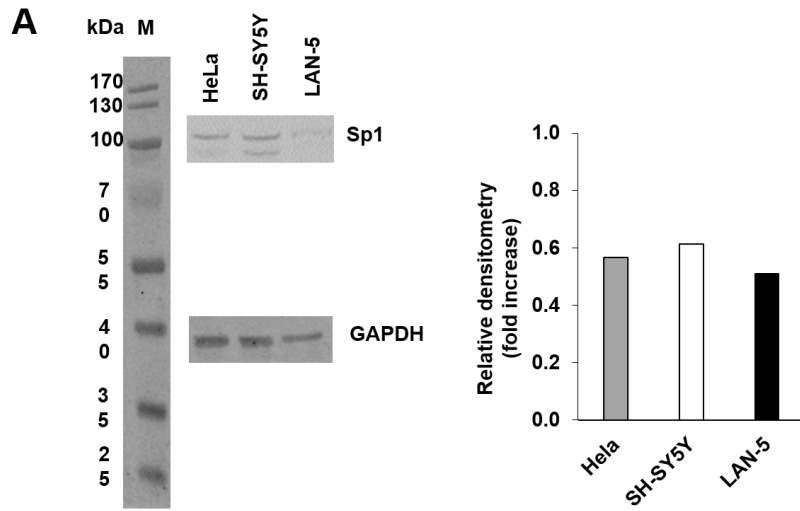 A
kDa M
HeLa
SH-SY5Y
LAN-5
170
130
100
7
0
5
5
4
0
3
5
2
5
Sp1
GAPDH
Relative densitometry
(fold increase)
1.0
0.8
0.6
0.4
0.2
0.0
Hela
SH-SY5Y
LAN-5